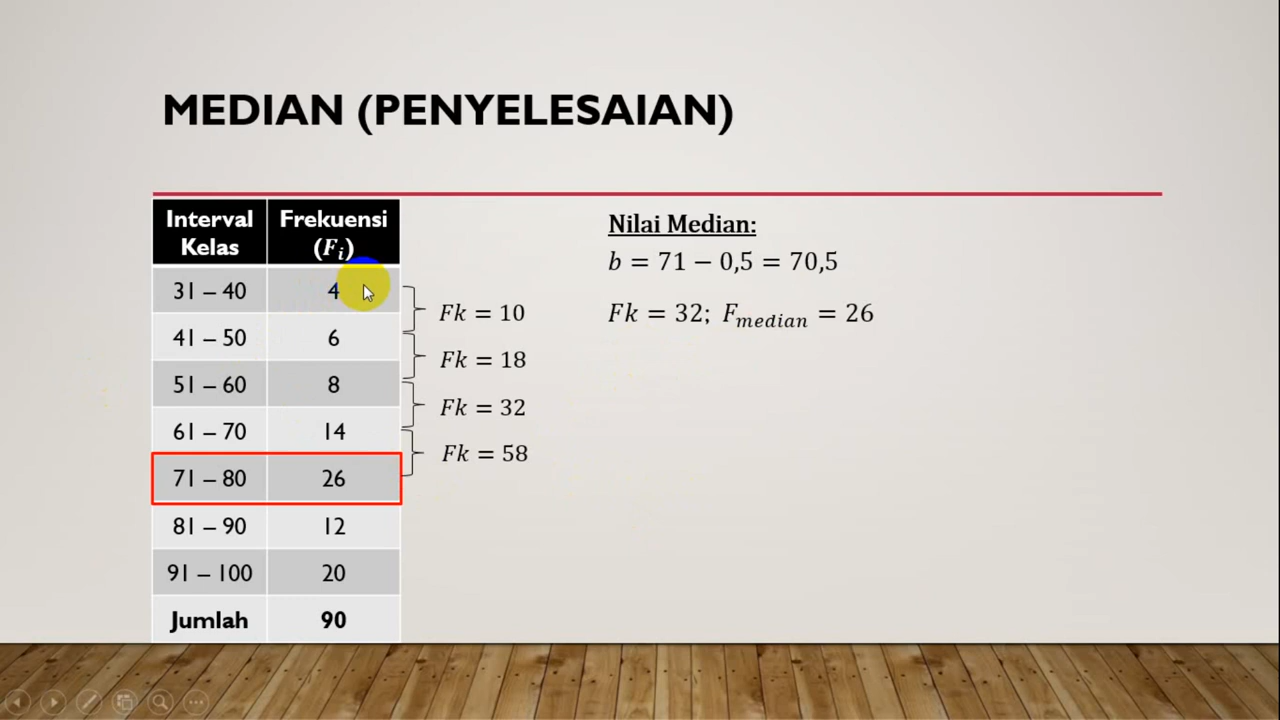 MEDIAN (PENYELESAIAN)
Interval Kelas Frekuensi (Fᵢ)
31 – 40 4
41 – 50 6
51 – 60 8
61 – 70 14
71 – 80 26
81 – 90 12
91 – 100 20
Jumlah 90
Fk = 10
Fk = 18
Fk = 32
Fk = 58
Nilai Median:
b = 71 − 0,5 = 70,5
Fk = 32; F_median = 26